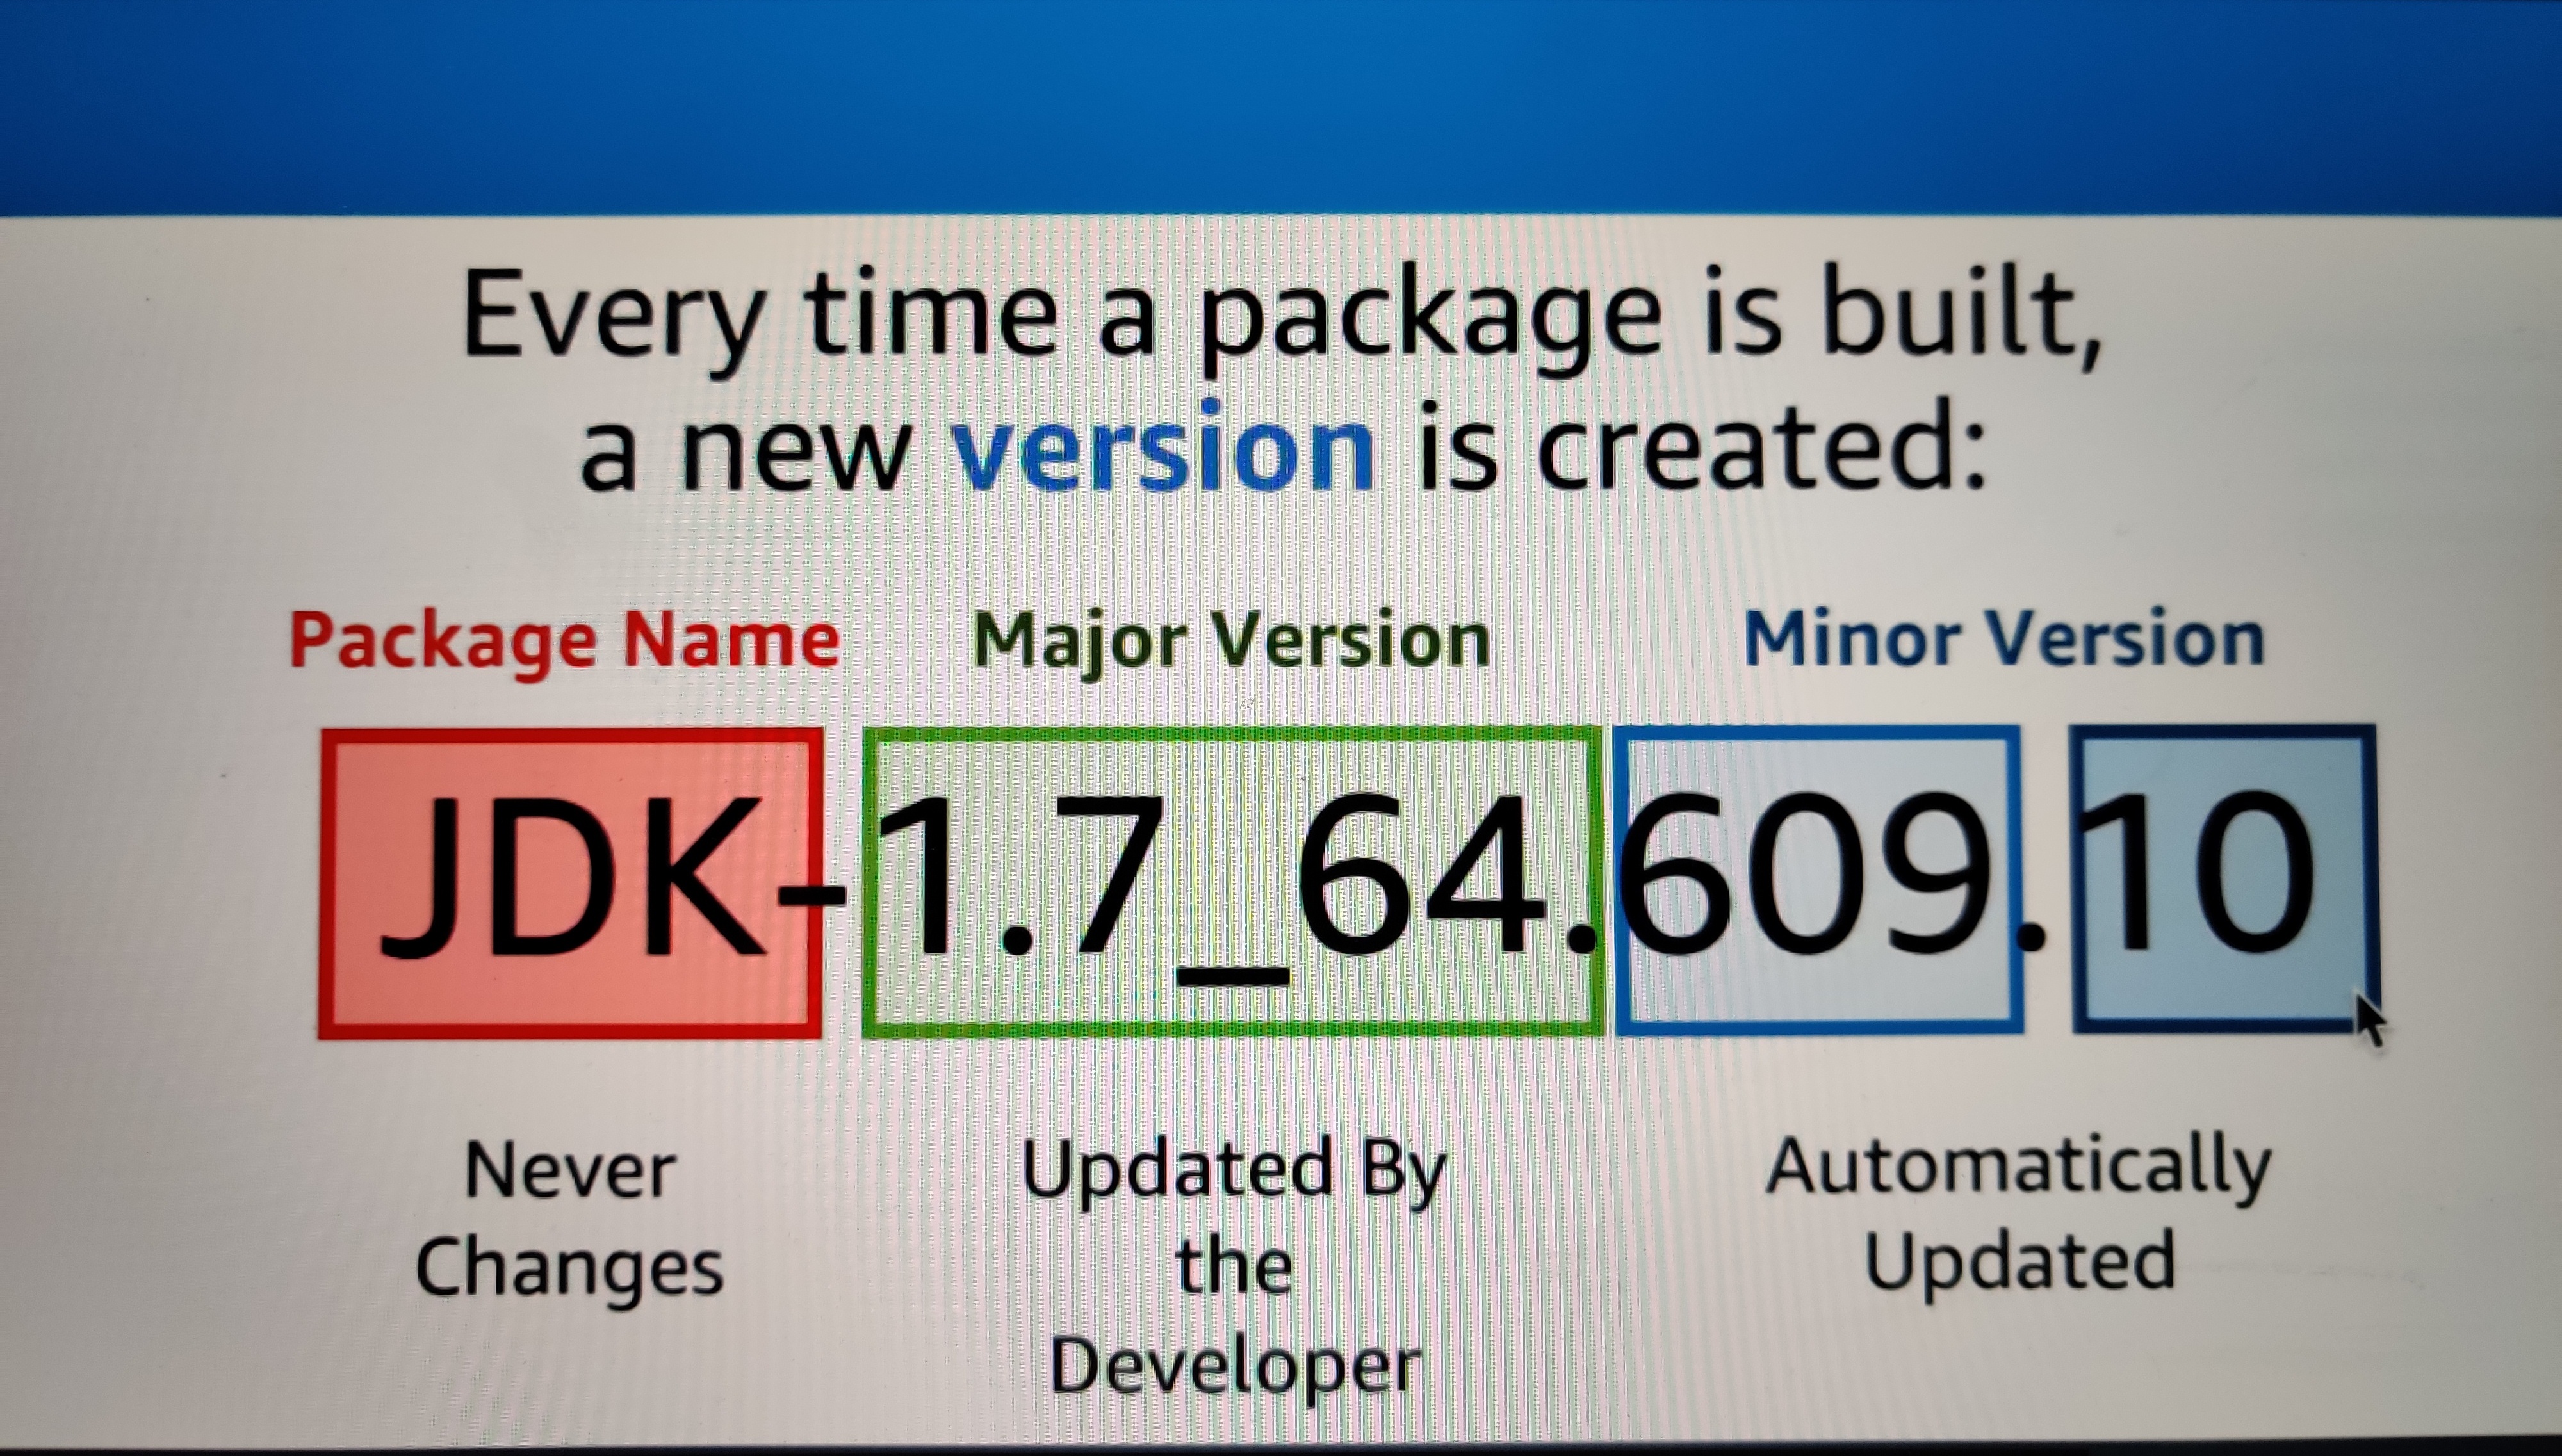 Every time a package is built,
a new version is created:
Package Name Major Version Minor Version
JDK-1.7_64.609.10
Never Changes
Updated By the Developer
Automatically Updated